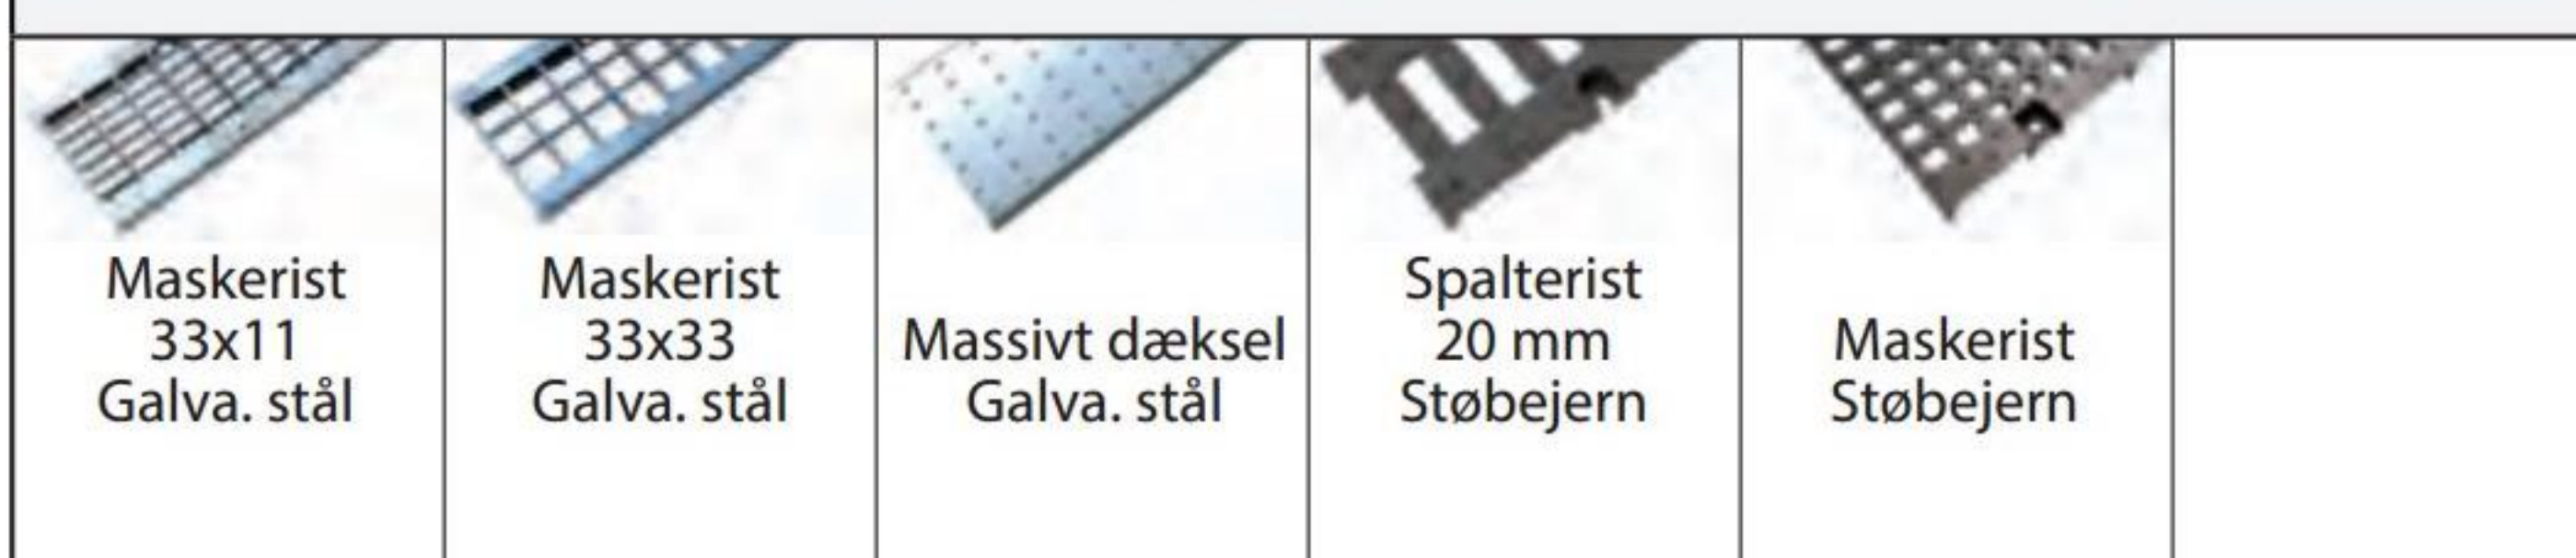 Maskerist
33x11
Galva. stål
Maskerist
33x33
Galva. stål
Massivt dæksel
Galva. stål
Spalterist
20 mm
Støbejern
Maskerist
Støbejern